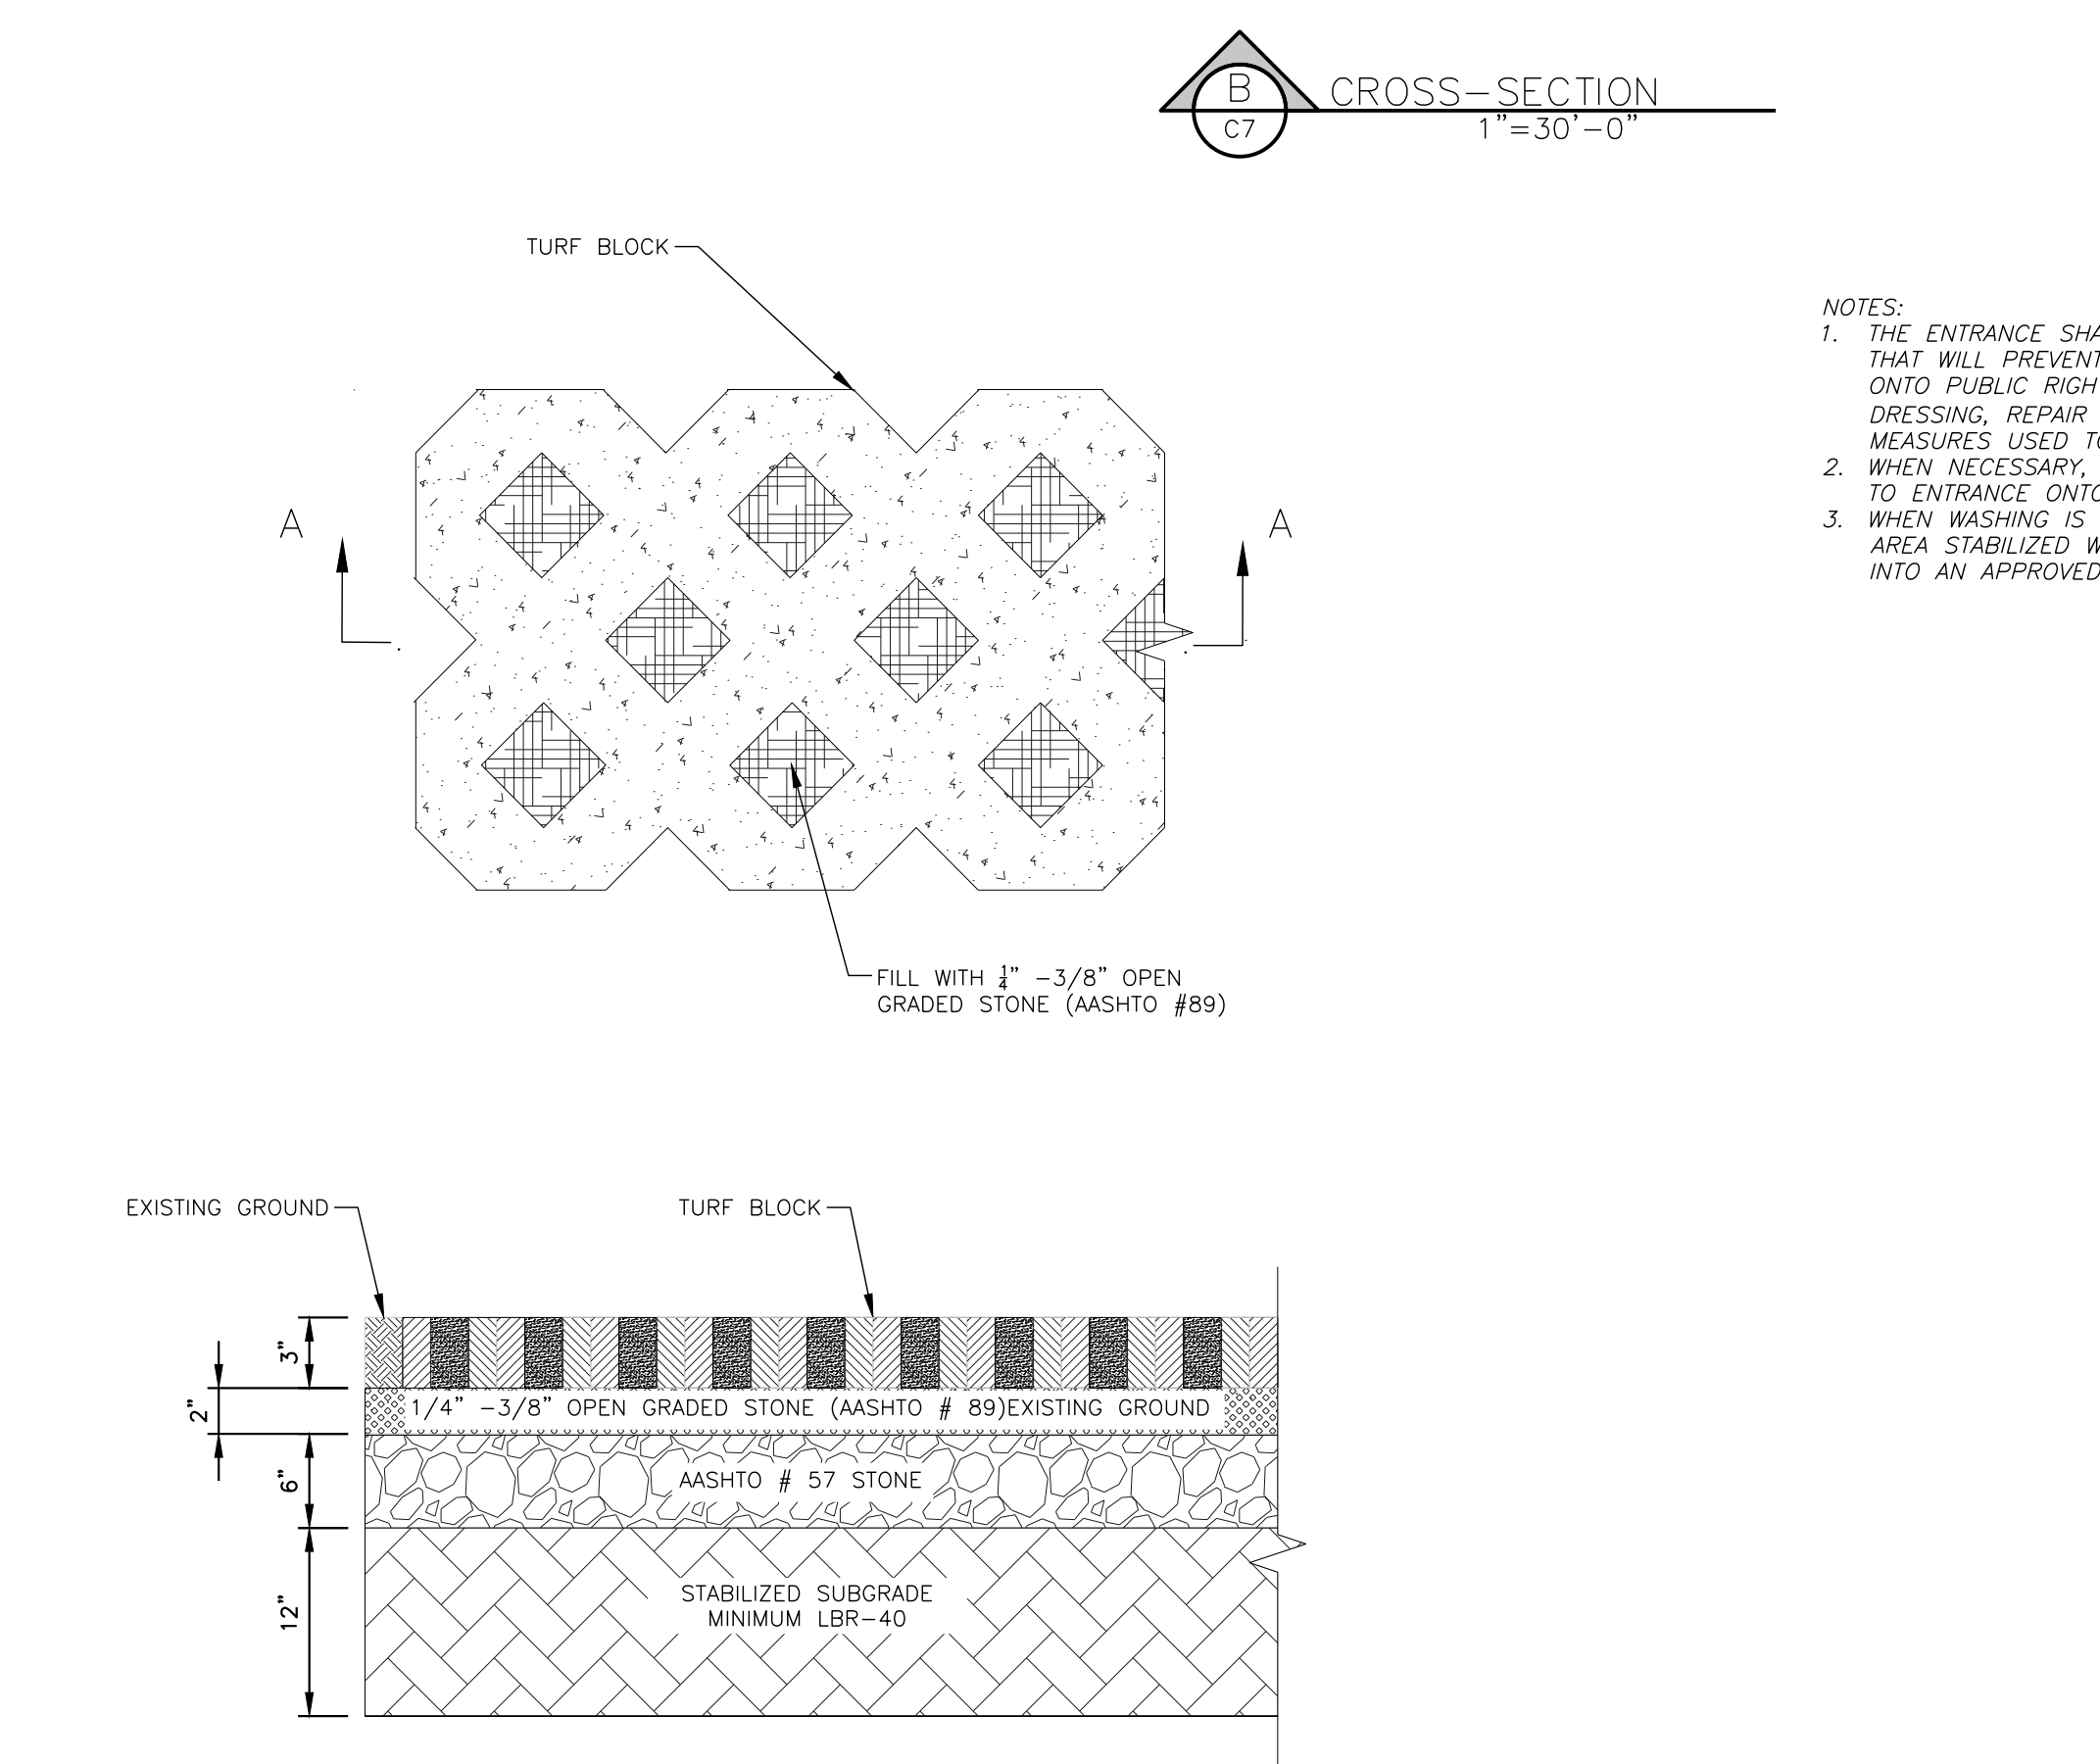 B
C7
CROSS-SECTION
1"=30'-0"
TURF BLOCK
A
A
FILL WITH 1/4" -3/8" OPEN
GRADED STONE (AASHTO #89)
NOTES:
1. THE ENTRANCE
THAT WILL PREVENT
ONTO PUBLIC
DRESSING, REPAIR
MEASURES USED
2. WHEN NECESSARY,
TO ENTRANCE ONTO
3. WHEN WASHING IS
AREA STABILIZED
INTO AN APPROVED
EXISTING GROUND
TURF BLOCK
3"
2"
1/4" -3/8" OPEN GRADED STONE (AASHTO # 89)EXISTING GROUND
6"
AASHTO # 57 STONE
12"
STABILIZED SUBGRADE
MINIMUM LBR-40